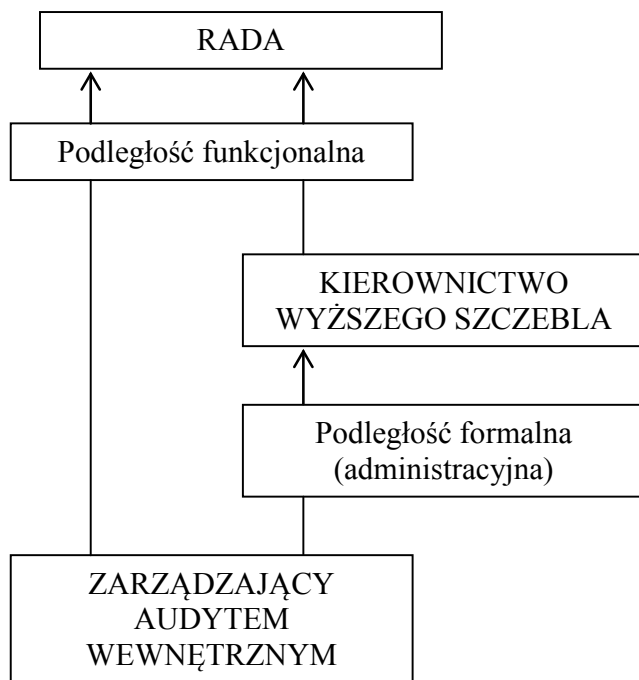 RADA
Podległość funkcjonalna
KIEROWNICTWO
WYŻSZEGO SZCZEBLA
Podległość formalna
(administracyjna)
ZARZĄDZAJĄCY
AUDYTEM
WEWNĘTRZNYM